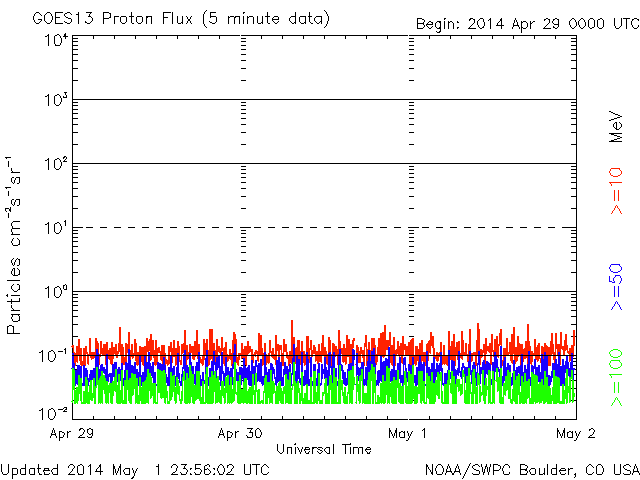 GOES13 Proton Flux (5 minute data)
Begin: 2014 Apr 29 0000 UTC
10⁴
10³
10²
10¹
10⁰
10⁻¹
10⁻²
Particles cm⁻²s⁻¹sr⁻¹
MeV
>=10
>=50
>=100
Apr 29
Apr 30
May 1
May 2
Universal Time
Updated 2014 May 1 23:56:02 UTC
NOAA/SWPC Boulder, CO USA